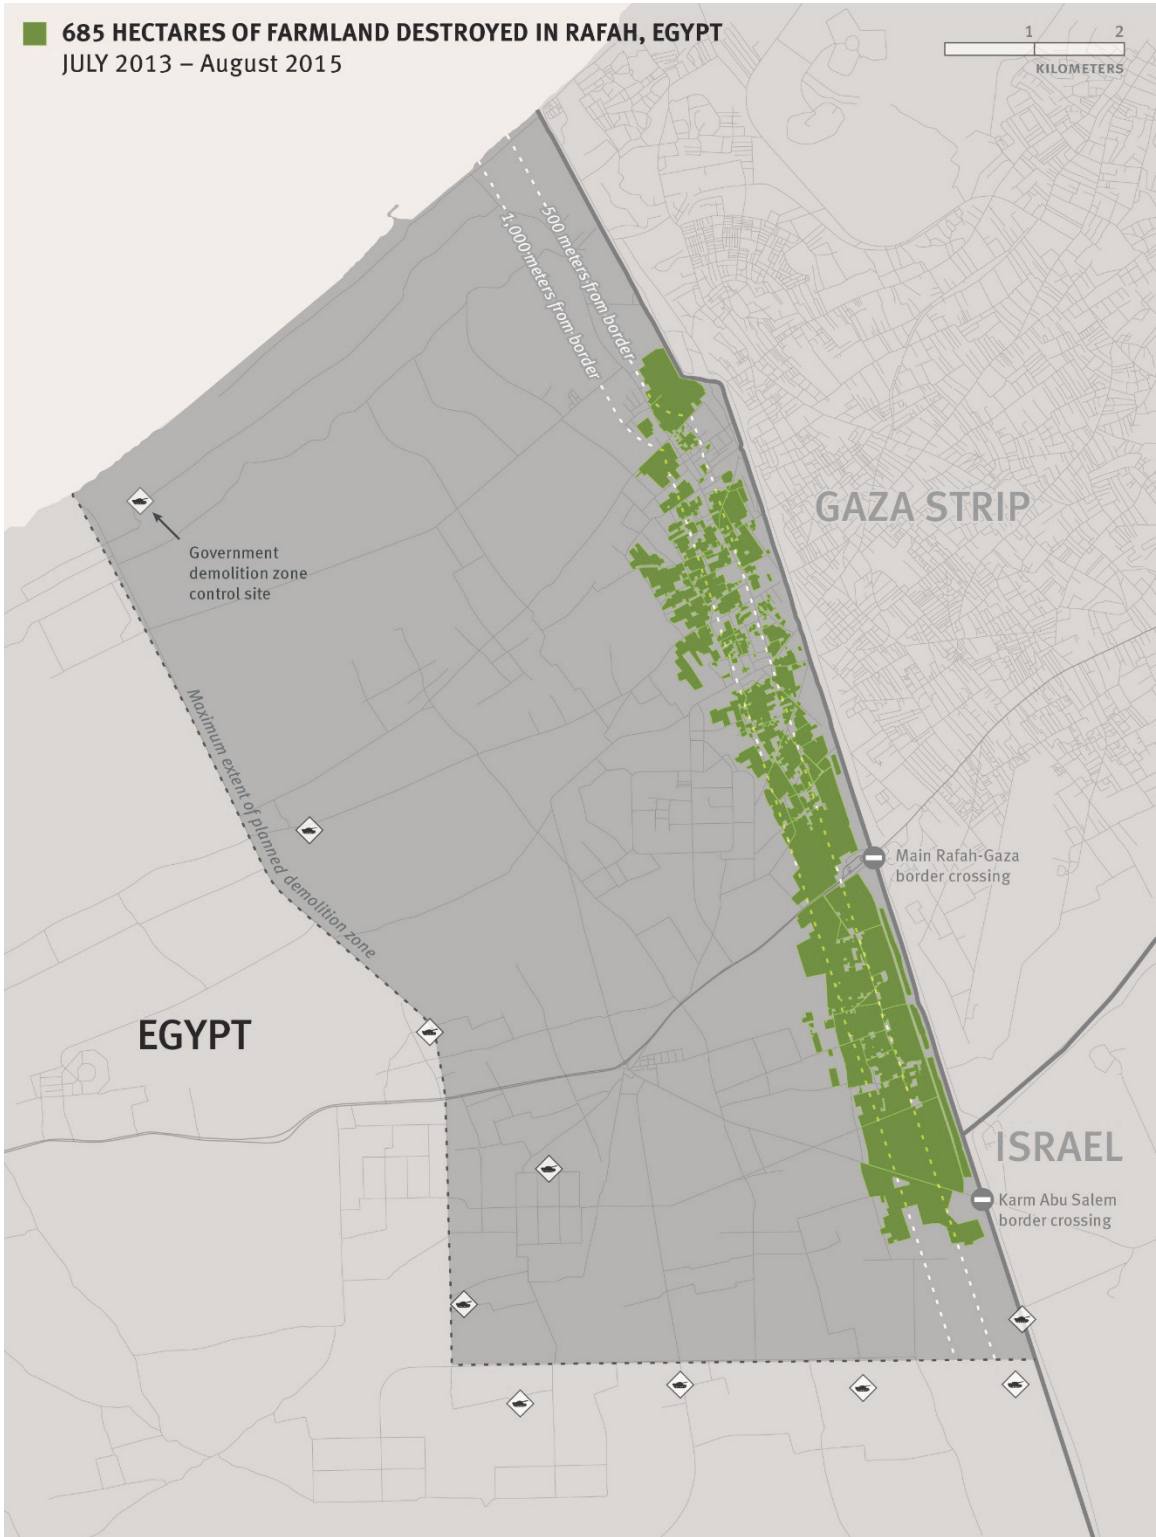 685 HECTARES OF FARMLAND DESTROYED IN RAFAH, EGYPT
JULY 2013 – August 2015
1 2
KILOMETERS
500 meters from border
1,000 meters from border
GAZA STRIP
Government
demolition zone
control site
Maximum extent of planned demolition zone
Main Rafah-Gaza
border crossing
EGYPT
ISRAEL
Karm Abu Salem
border crossing